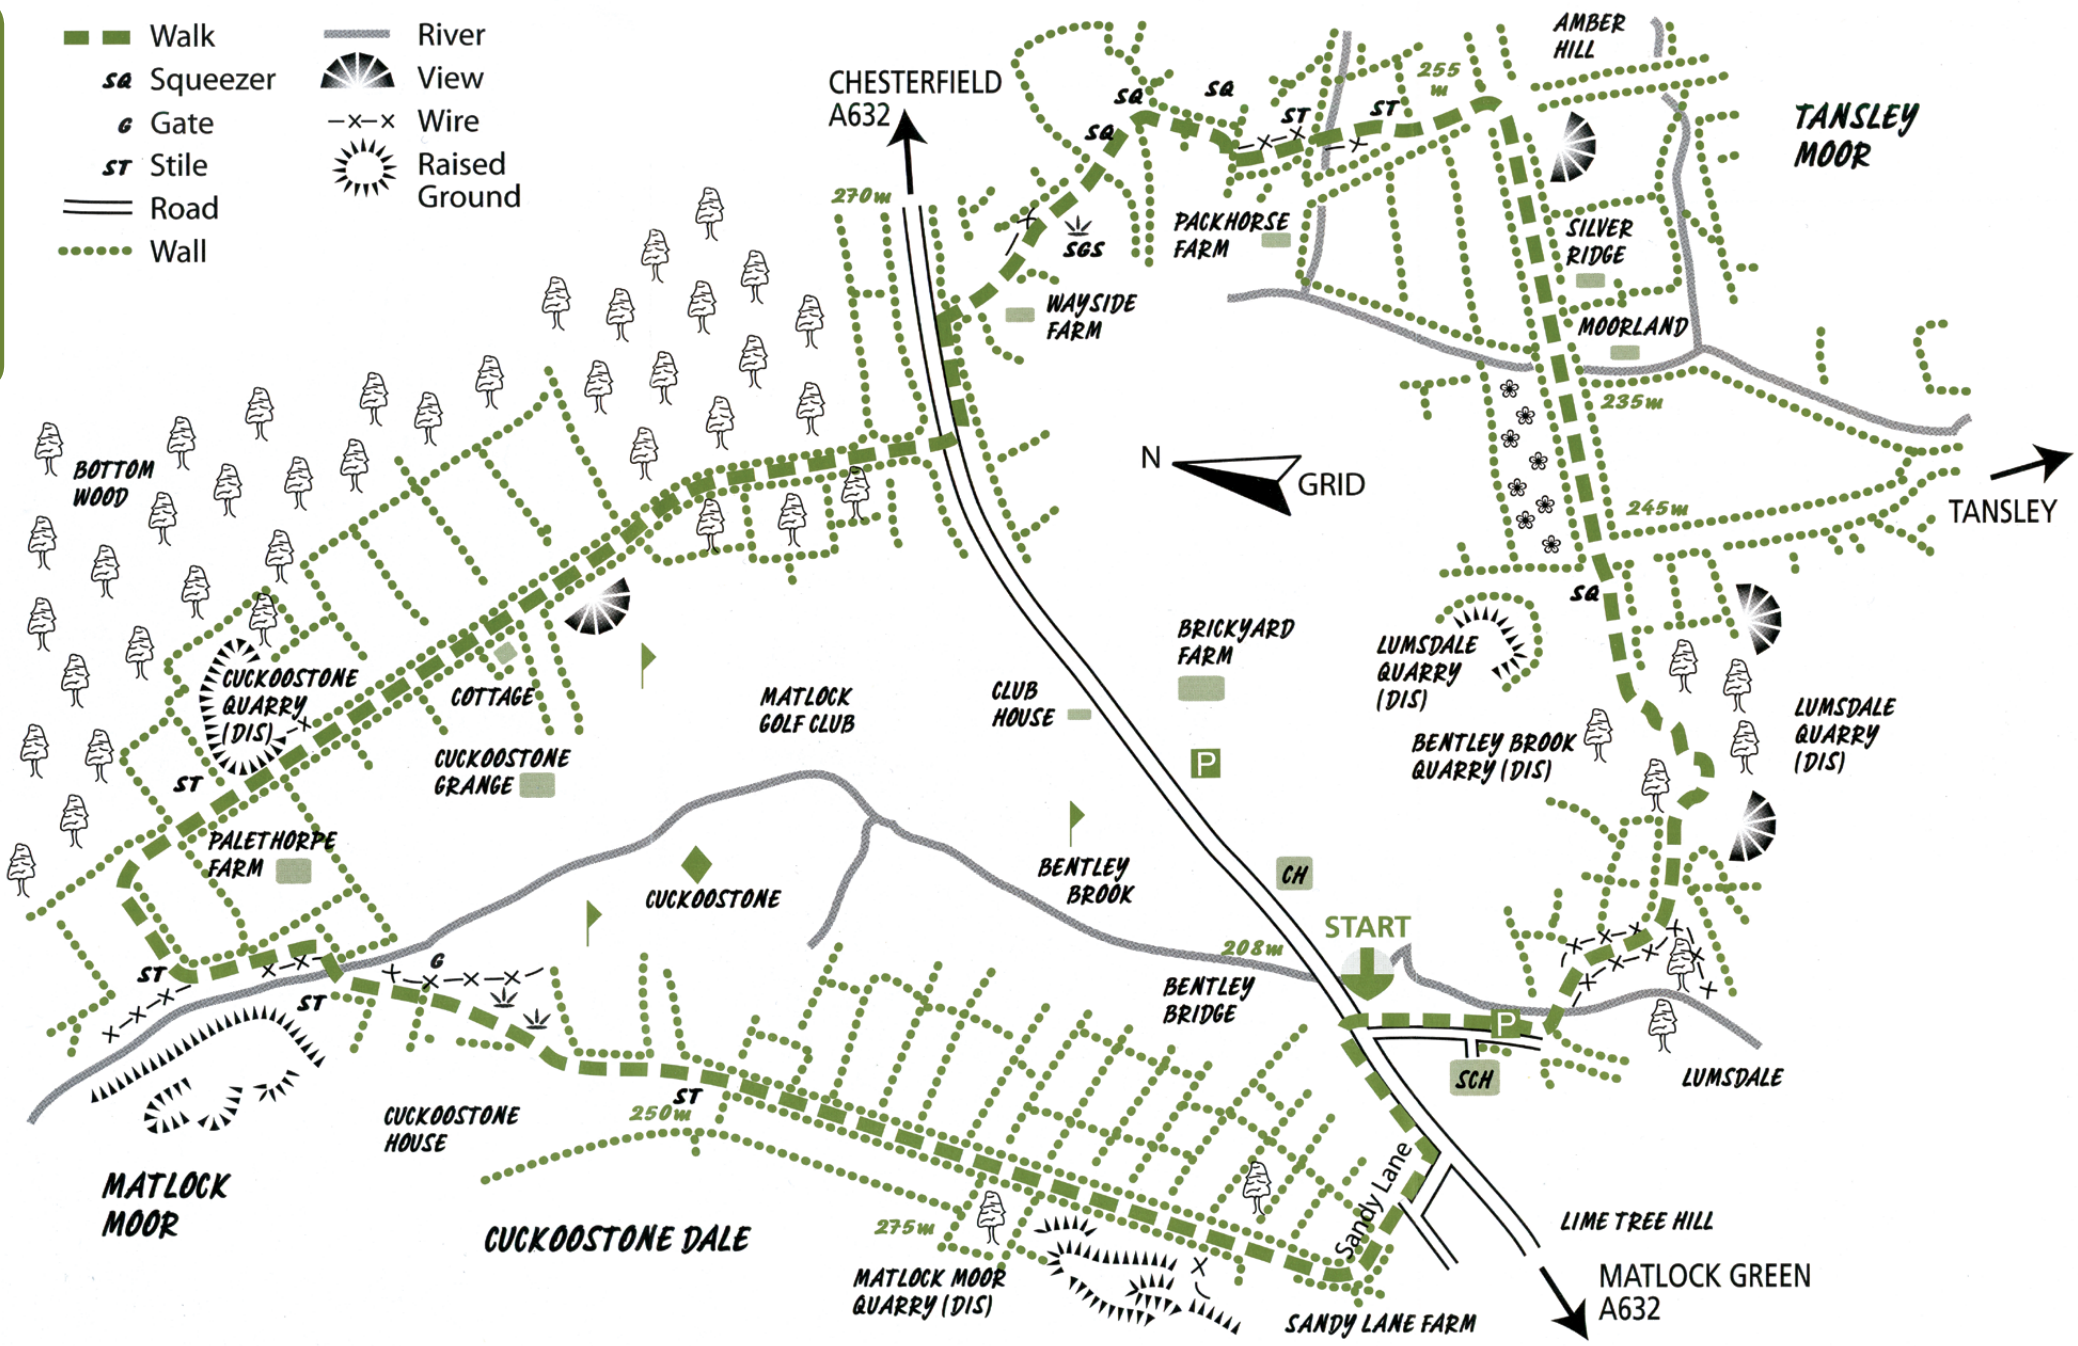 Walk
SQ Squeezer
G Gate
ST Stile
Road
Wall
River
View
Wire
Raised
Ground
CHESTERFIELD
A632
270m
SQ
SQ
SQ
ST
ST
255
m
AMBER
HILL
TANSLEY
MOOR
SGS
PACKHORSE
FARM
SILVER
RIDGE
WAYSIDE
FARM
MOORLAND
235m
BOTTOM
WOOD
N
GRID
245m
TANSLEY
SQ
CUCKOOSTONE
QUARRY
(DIS)
COTTAGE
MATLOCK
GOLF CLUB
CLUB
HOUSE
BRICKYARD
FARM
LUMSDALE
QUARRY
(DIS)
BENTLEY BROOK
QUARRY (DIS)
LUMSDALE
QUARRY
(DIS)
CUCKOOSTONE
GRANGE
ST
P
PALETHORPE
FARM
CUCKOOSTONE
BENTLEY
BROOK
CH
START
208m
ST
G
ST
BENTLEY
BRIDGE
P
SCH
LUMSDALE
ST
250m
CUCKOOSTONE
HOUSE
MATLOCK
MOOR
CUCKOOSTONE DALE
275m
MATLOCK MOOR
QUARRY (DIS)
Sandy Lane
LIME TREE HILL
MATLOCK GREEN
A632
SANDY LANE FARM